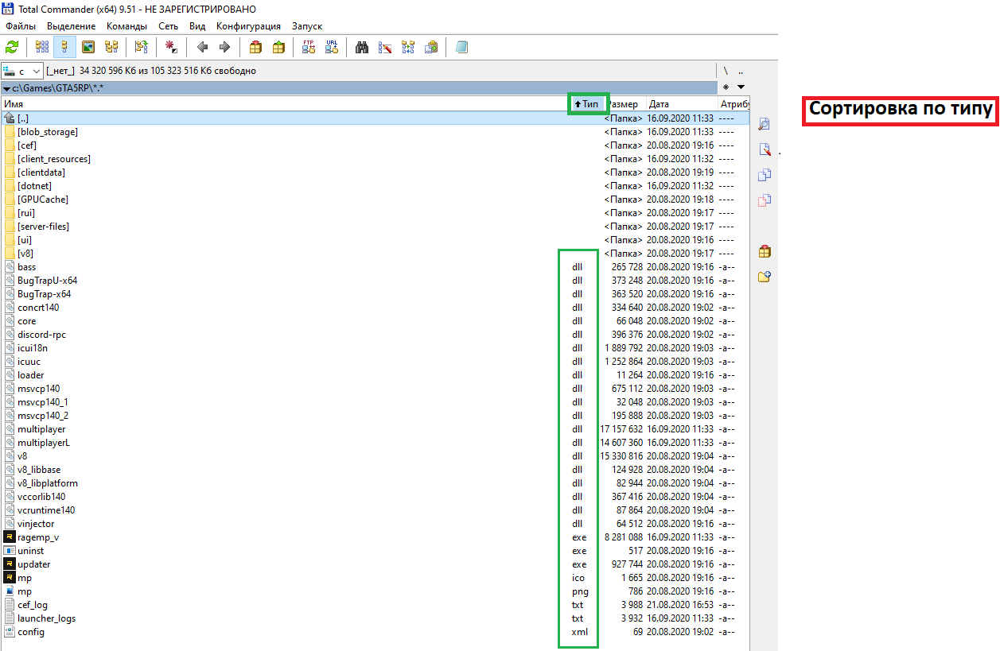 Total Commander (x64) 9.51 - НЕ ЗАРЕГИСТРИРОВАНО
Файлы Выделение Команды Сеть Вид Конфигурация Запуск
FTP URL
c [_нет_] 34 320 596 Кб из 105 323 516 Кб свободно \ ..
c:\Games\GTA5RP\*.* *
Имя Тип Размер Дата Атрибу
Сортировка по типу
[..] <Папка> 16.09.2020 11:33 ----
[blob_storage] <Папка> 16.09.2020 11:33 ----
[cef] <Папка> 20.08.2020 19:16 ----
[client_resources] <Папка> 16.09.2020 11:32 ----
[clientdata] <Папка> 20.08.2020 19:19 ----
[dotnet] <Папка> 16.09.2020 11:32 ----
[GPUCache] <Папка> 20.08.2020 19:18 ----
[rui] <Папка> 20.08.2020 19:17 ----
[server-files] <Папка> 20.08.2020 19:17 ----
[ui] <Папка> 20.08.2020 19:16 ----
[v8] <Папка> 20.08.2020 19:17 ----
bass dll 265 728 20.08.2020 19:16 -a--
BugTrapU-x64 dll 373 248 20.08.2020 19:16 -a--
BugTrap-x64 dll 363 520 20.08.2020 19:16 -a--
concrt140 dll 334 640 20.08.2020 19:02 -a--
core dll 66 048 20.08.2020 19:02 -a--
discord-rpc dll 396 376 20.08.2020 19:02 -a--
icui18n dll 1 889 792 20.08.2020 19:03 -a--
icuuc dll 1 252 864 20.08.2020 19:03 -a--
loader dll 11 264 20.08.2020 19:16 -a--
msvcp140 dll 675 112 20.08.2020 19:03 -a--
msvcp140_1 dll 32 048 20.08.2020 19:03 -a--
msvcp140_2 dll 195 888 20.08.2020 19:03 -a--
multiplayer dll 17 157 632 16.09.2020 11:33 -a--
multiplayerL dll 14 607 360 16.09.2020 11:33 -a--
v8 dll 15 330 816 20.08.2020 19:04 -a--
v8_libbase dll 124 928 20.08.2020 19:04 -a--
v8_libplatform dll 82 944 20.08.2020 19:04 -a--
vccorlib140 dll 367 416 20.08.2020 19:04 -a--
vcruntime140 dll 87 864 20.08.2020 19:04 -a--
vinjector dll 64 512 20.08.2020 19:16 -a--
ragemp_v exe 8 281 088 16.09.2020 11:33 -a--
uninst exe 517 20.08.2020 19:16 -a--
updater exe 927 744 20.08.2020 19:16 -a--
mp ico 1 665 20.08.2020 19:16 -a--
mp png 786 20.08.2020 19:16 -a--
cef_log txt 3 988 21.08.2020 16:53 -a--
launcher_logs txt 3 932 16.09.2020 11:33 -a--
config xml 69 20.08.2020 19:02 -a--